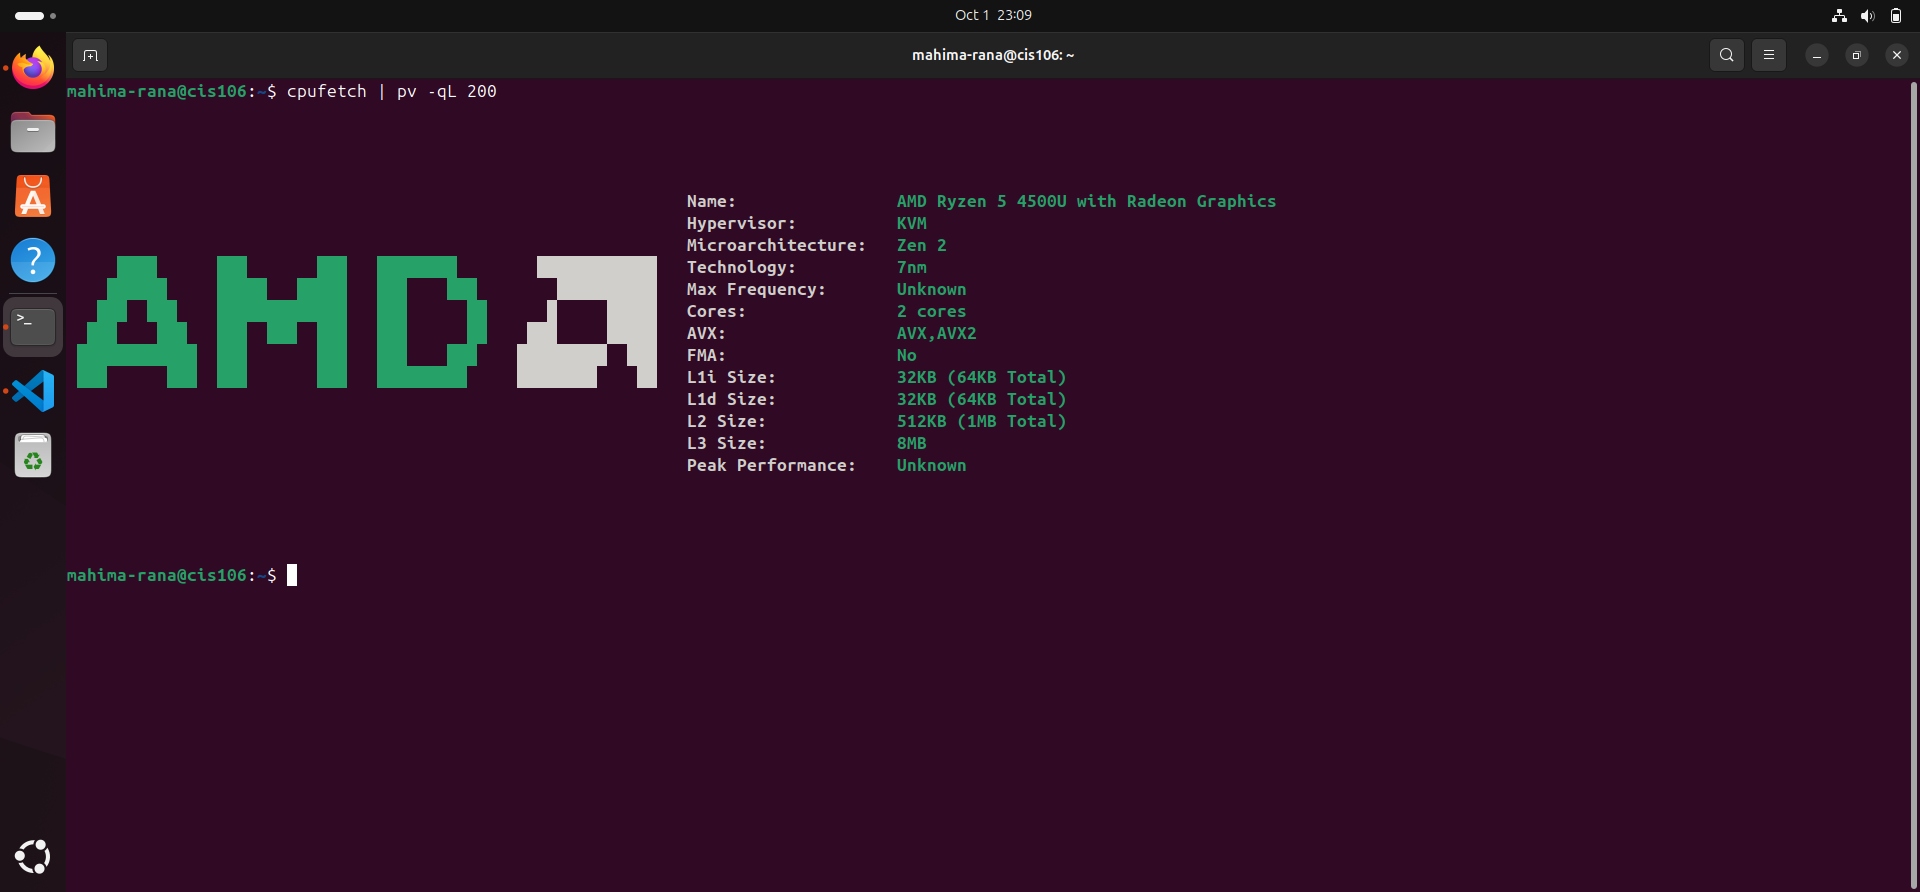 Oct 1 23:09
mahima-rana@cis106: ~
mahima-rana@cis106:~$ cpufetch | pv -qL 200
AMD
Name: AMD Ryzen 5 4500U with Radeon Graphics
Hypervisor: KVM
Microarchitecture: Zen 2
Technology: 7nm
Max Frequency: Unknown
Cores: 2 cores
AVX: AVX,AVX2
FMA: No
L1i Size: 32KB (64KB Total)
L1d Size: 32KB (64KB Total)
L2 Size: 512KB (1MB Total)
L3 Size: 8MB
Peak Performance: Unknown
mahima-rana@cis106:~$